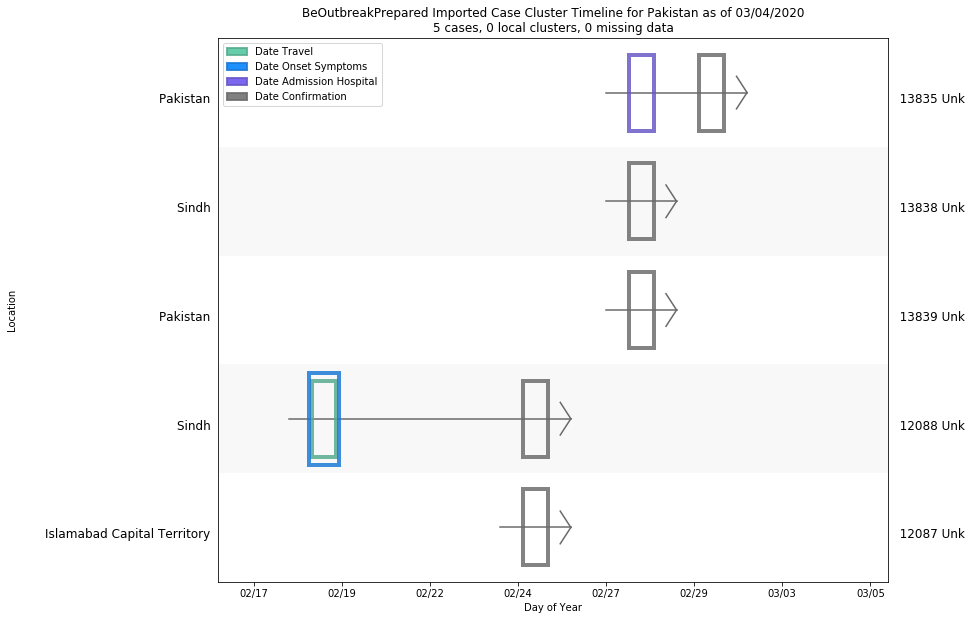 BeOutbreakPrepared Imported Case Cluster Timeline for Pakistan as of 03/04/2020
5 cases, 0 local clusters, 0 missing data
Date Travel
Date Onset Symptoms
Date Admission Hospital
Date Confirmation
Pakistan
13835 Unk
Sindh
13838 Unk
Pakistan
13839 Unk
Sindh
12088 Unk
Islamabad Capital Territory
12087 Unk
Location
02/17 02/19 02/22 02/24 02/27 02/29 03/03 03/05
Day of Year